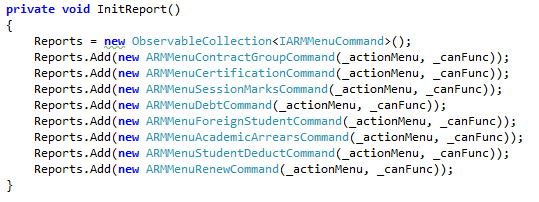 private void InitReport()
{
Reports = new ObservableCollection<IARMMenuCommand>();
Reports.Add(new ARMMenuContractGroupCommand(_actionMenu, _canFunc));
Reports.Add(new ARMMenuCertificationCommand(_actionMenu, _canFunc));
Reports.Add(new ARMMenuSessionMarksCommand(_actionMenu, _canFunc));
Reports.Add(new ARMMenuDebtCommand(_actionMenu, _canFunc));
Reports.Add(new ARMMenuForeignStudentCommand(_actionMenu, _canFunc));
Reports.Add(new ARMMenuAcademicArrearsCommand(_actionMenu, _canFunc));
Reports.Add(new ARMMenuStudentDeductCommand(_actionMenu, _canFunc));
Reports.Add(new ARMMenuRenewCommand(_actionMenu, _canFunc));
}